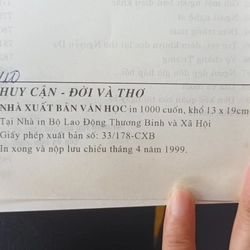 HUY CẬN - ĐỜI VÀ THƠ
NHÀ XUẤT BẢN VĂN HỌC in 1000 cuốn, khổ 13 x 19cm
Tại Nhà in Bộ Lao Động Thương Binh và Xã Hội
Giấy phép xuất bản số: 33/178-CXB
In xong và nộp lưu chiểu tháng 4 năm 1999.